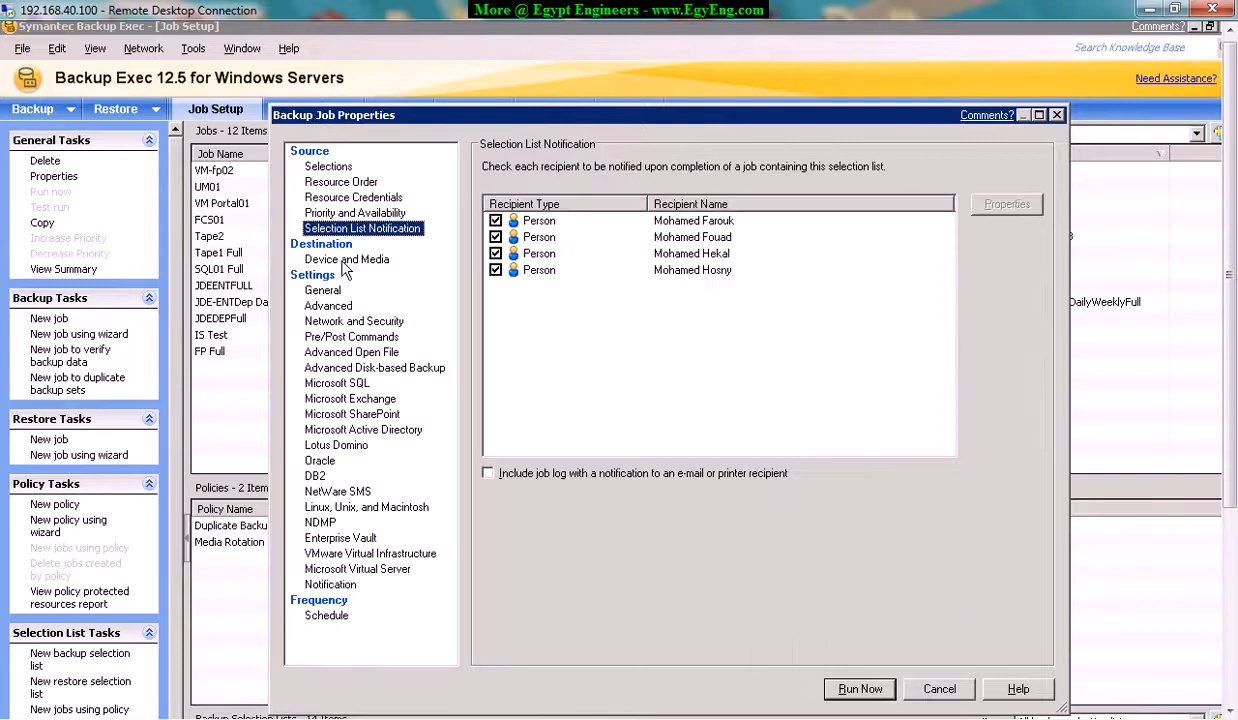 192.168.40.100 - Remote Desktop Connection
More @ Egypt Engineers - www.EgyEng.com
Symantec Backup Exec - [Job Setup]
Comments?
File Edit View Network Tools Window Help
Search Knowledge Base
Backup Exec 12.5 for Windows Servers
Need Assistance?
Backup Restore Job Setup
General Tasks
Delete
Properties
Run now
Test run
Copy
Increase Priority
Decrease Priority
View Summary
Backup Tasks
New job
New job using wizard
New job to verify
backup data
New job to duplicate
backup sets
Restore Tasks
New job
New job using wizard
Policy Tasks
New policy
New policy using
wizard
New jobs using policy
Delete jobs created
by policy
View policy protected
resources report
Selection List Tasks
New backup selection
list
New restore selection
list
New jobs using policy
Jobs - 12 Items
Job Name
VM-fp02
UM01
VM Portal01
FCS01
Tape2
Tape1 Full
SQL01 Full
JDEENTFULL
JDE-ENTDep Da
JDEDEPFull
IS Test
FP Full
Policies - 2 Item
Policy Name
Duplicate Backu
Media Rotation
Backup Job Properties
Comments?
Source
Selections
Resource Order
Resource Credentials
Priority and Availability
Selection List Notification
Destination
Device and Media
Settings
General
Advanced
Network and Security
Pre/Post Commands
Advanced Open File
Advanced Disk-based Backup
Microsoft SQL
Microsoft Exchange
Microsoft SharePoint
Microsoft Active Directory
Lotus Domino
Oracle
DB2
NetWare SMS
Linux, Unix, and Macintosh
NDMP
Enterprise Vault
VMware Virtual Infrastructure
Microsoft Virtual Server
Notification
Frequency
Schedule
Selection List Notification
Check each recipient to be notified upon completion of a job containing this selection list.
Recipient Type Recipient Name
Person Mohamed Farouk
Person Mohamed Fouad
Person Mohamed Hekal
Person Mohamed Hosny
Properties
Include job log with a notification to an e-mail or printer recipient
Run Now Cancel Help
DailyWeeklyFull